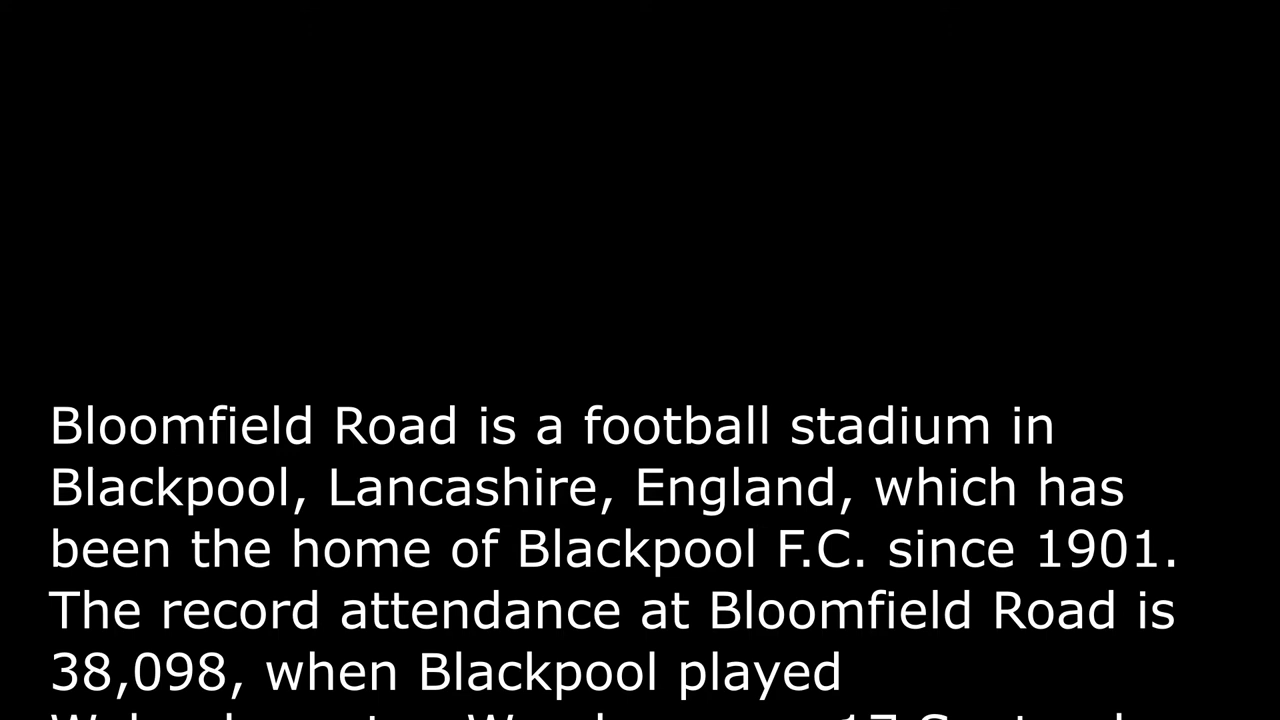 Bloomfield Road is a football stadium in
Blackpool, Lancashire, England, which has
been the home of Blackpool F.C. since 1901.
The record attendance at Bloomfield Road is
38,098, when Blackpool played